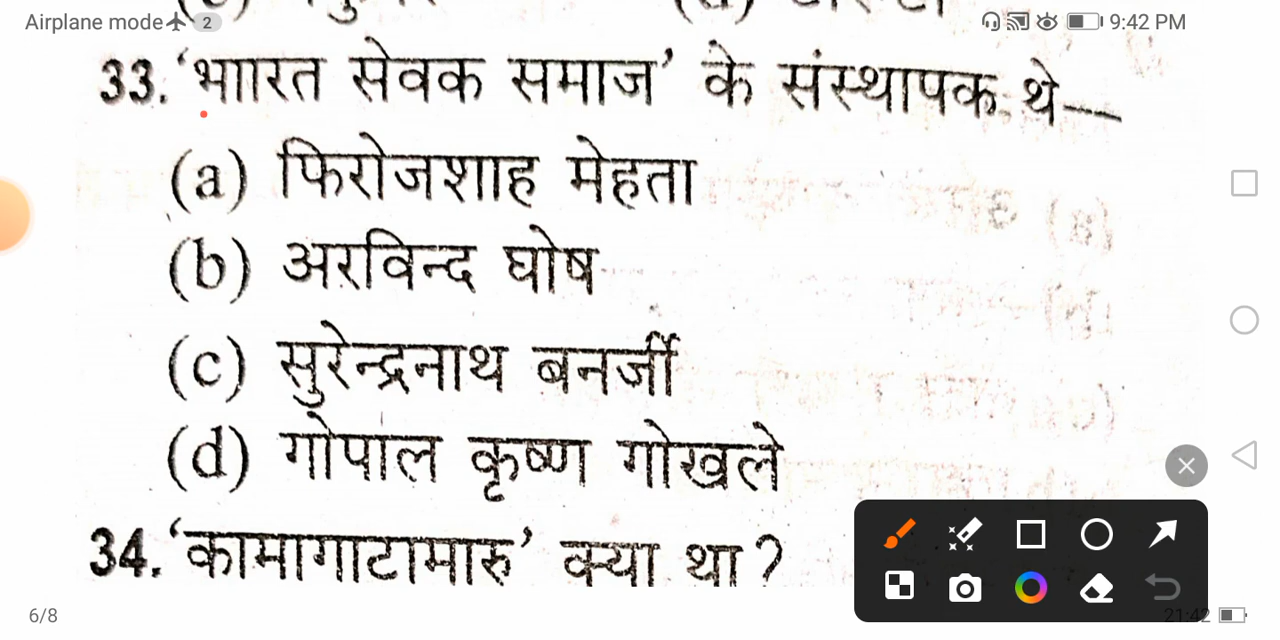 Airplane mode 2 9:42 PM
33. 'भाारत सेवक समाज' के संस्थापक थे—
(a) फिरोजशाह मेहता
(b) अरविन्द घोष
(c) सुरेन्द्रनाथ बनर्जी
(d) गोपाल कृष्ण गोखले
34. 'कामागाटामारु' क्या था?
6/8 21:42